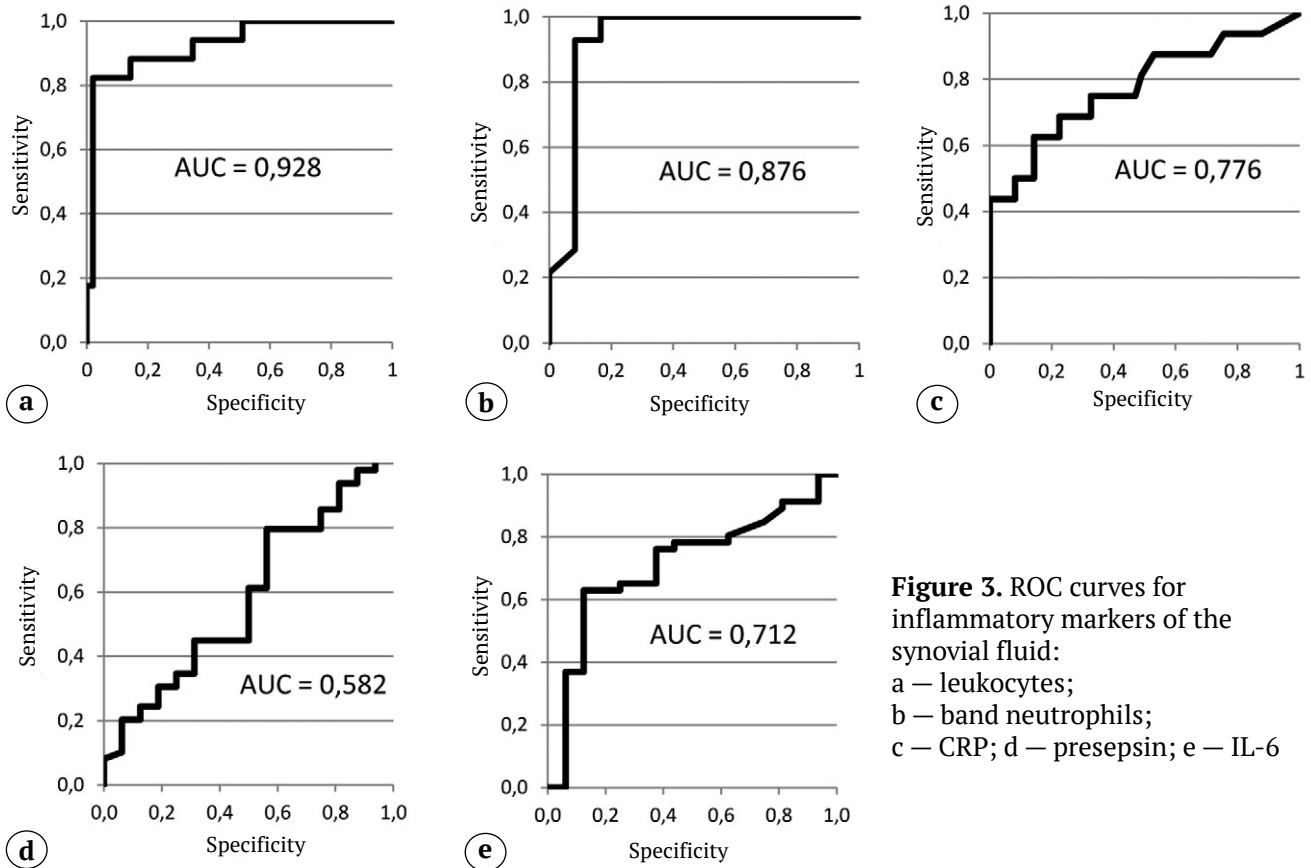 1,0
0,8
0,6
0,4
0,2
0,0
Sensitivity
AUC = 0,928
0 0,2 0,4 0,6 0,8 1
Specificity
a
1,0
0,8
0,6
0,4
0,2
0,0
Sensitivity
AUC = 0,876
0 0,2 0,4 0,6 0,8 1
Specificity
b
1,0
0,8
0,6
0,4
0,2
0,0
Sensitivity
AUC = 0,776
0 0,2 0,4 0,6 0,8 1
Specificity
c
1,0
0,8
0,6
0,4
0,2
0,0
Sensitivity
AUC = 0,582
0,0 0,2 0,4 0,6 0,8 1,0
Specificity
d
1,0
0,8
0,6
0,4
0,2
0,0
Sensitivity
AUC = 0,712
0,0 0,2 0,4 0,6 0,8 1,0
Specificity
e
Figure 3. ROC curves for
inflammatory markers of the
synovial fluid:
a — leukocytes;
b — band neutrophils;
c — CRP; d — presepsin; e — IL-6